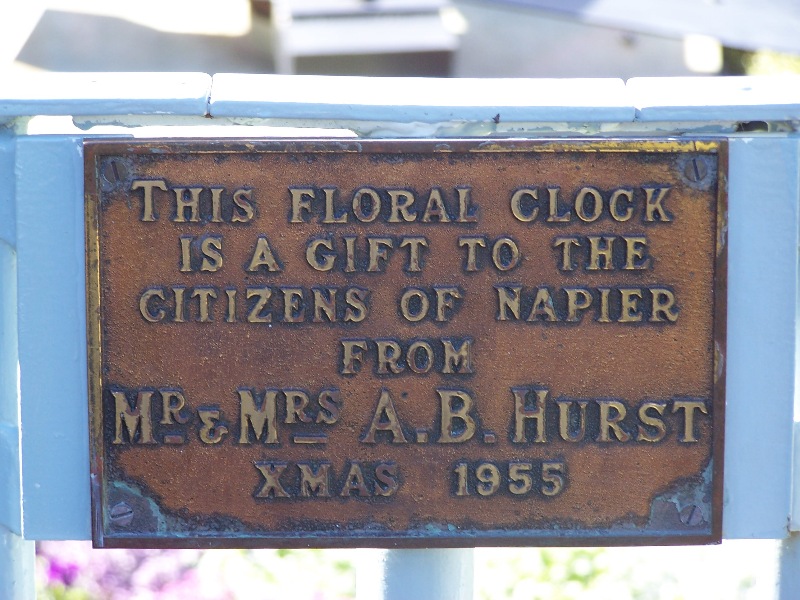 THIS FLORAL CLOCK
IS A GIFT TO THE
CITIZENS OF NAPIER
FROM
MR & MRS A.B. HURST
XMAS 1955